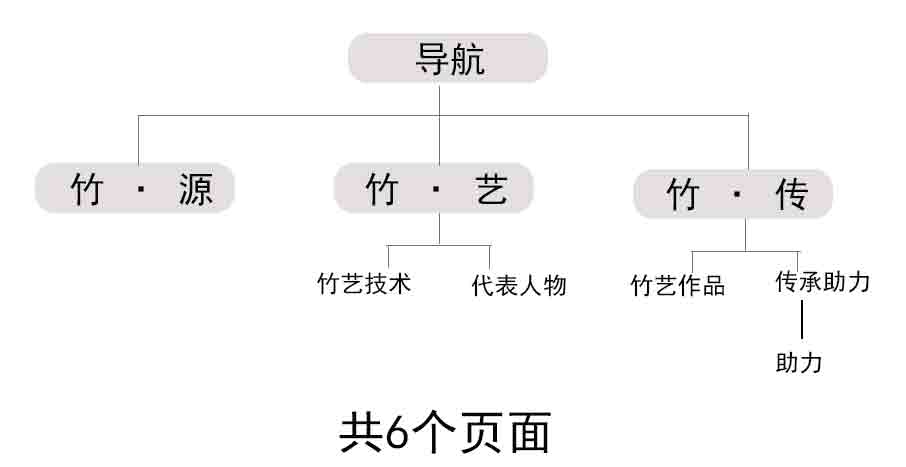 导航
竹 · 源
竹 · 艺
竹 · 传
竹艺技术
代表人物
竹艺作品
传承助力
助力
共6个页面